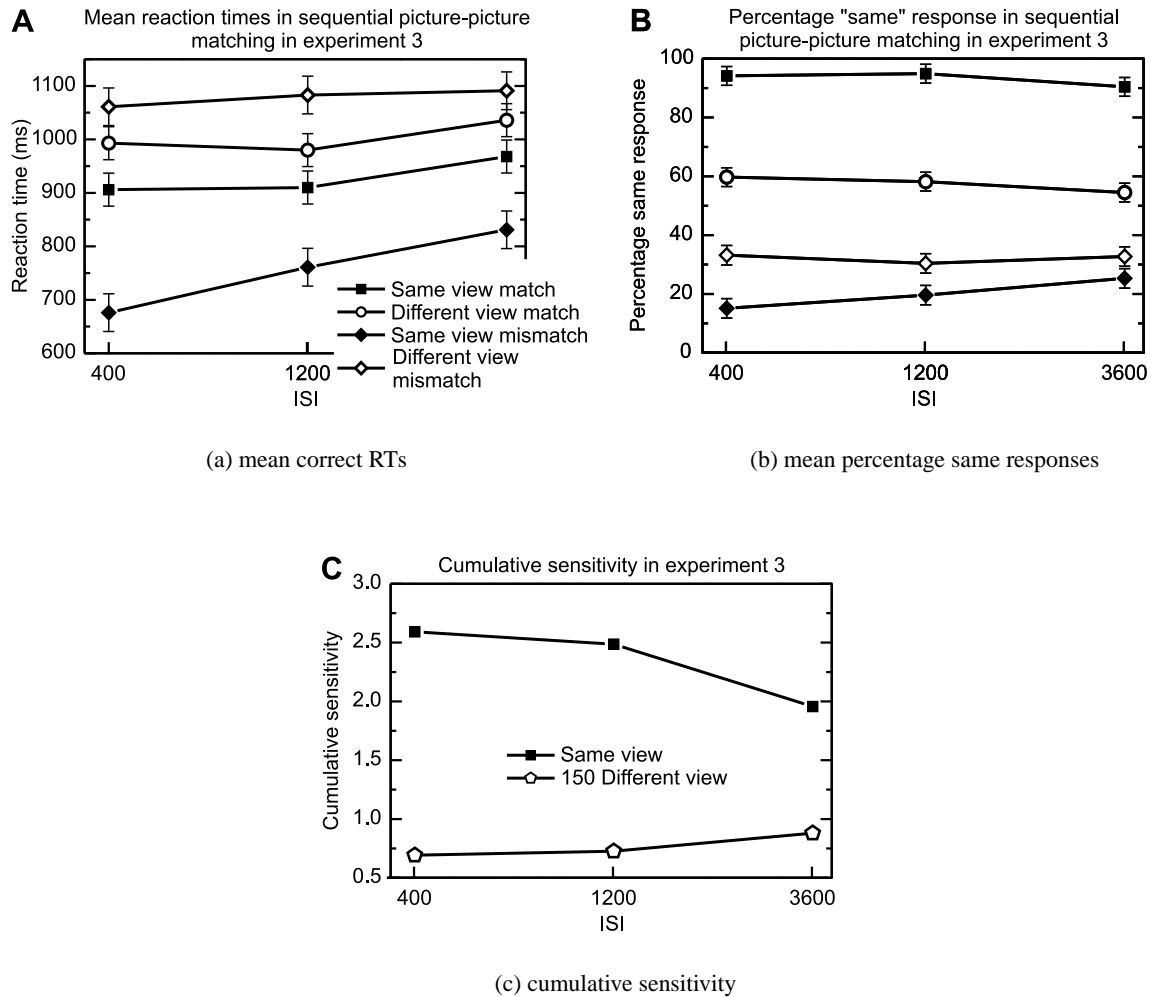 A
Mean reaction times in sequential picture-picture
matching in experiment 3
1100
1000
900
800
700
600
Reaction time (ms)
Same view match
Different view match
Same view mismatch
Different view
mismatch
400
1200
ISI
(a) mean correct RTs
B
Percentage "same" response in sequential
picture-picture matching in experiment 3
100
80
60
40
20
0
Percentage same response
400
1200
3600
ISI
(b) mean percentage same responses
C
Cumulative sensitivity in experiment 3
3.0
2.5
2.0
1.5
1.0
0.5
Cumulative sensitivity
Same view
150 Different view
400
1200
3600
ISI
(c) cumulative sensitivity